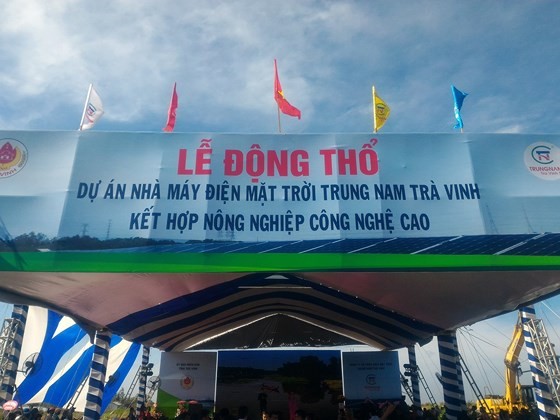 LỄ ĐỘNG THỔ
DỰ ÁN NHÀ MÁY ĐIỆN MẶT TRỜI TRUNG NAM TRÀ VINH
KẾT HỢP NÔNG NGHIỆP CÔNG NGHỆ CAO
TRUNGNAM